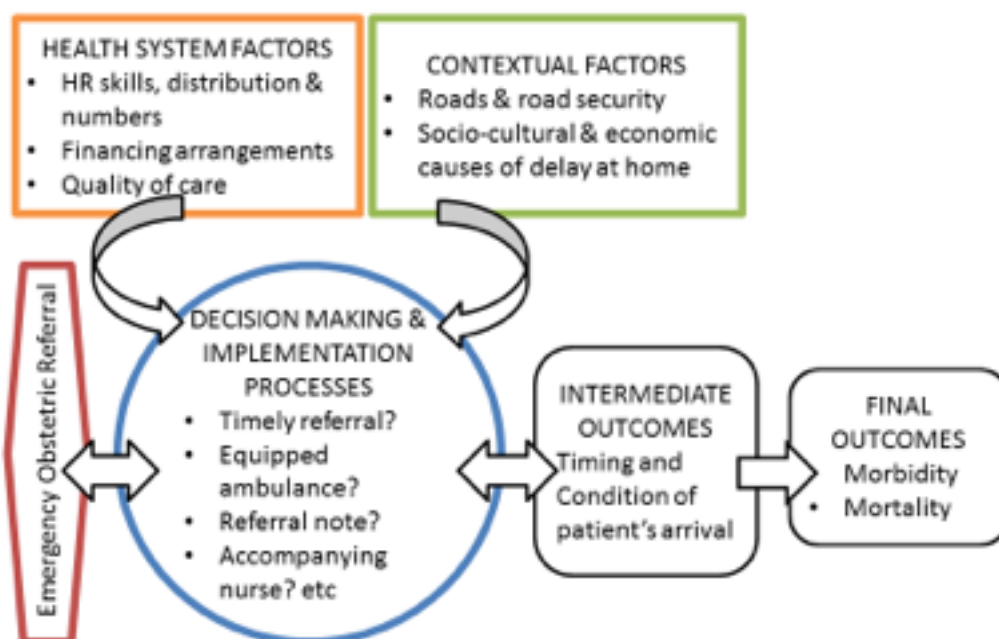 HEALTH SYSTEM FACTORS
• HR skills, distribution &
numbers
• Financing arrangements
• Quality of care
CONTEXTUAL FACTORS
• Roads & road security
• Socio-cultural & economic
causes of delay at home
Emergency Obstetric Referral
DECISION MAKING &
IMPLEMENTATION
PROCESSES
• Timely referral?
• Equipped
ambulance?
• Referral note?
• Accompanying
nurse? etc
INTERMEDIATE
OUTCOMES
Timing and
Condition of
patient's arrival
FINAL
OUTCOMES
Morbidity
• Mortality